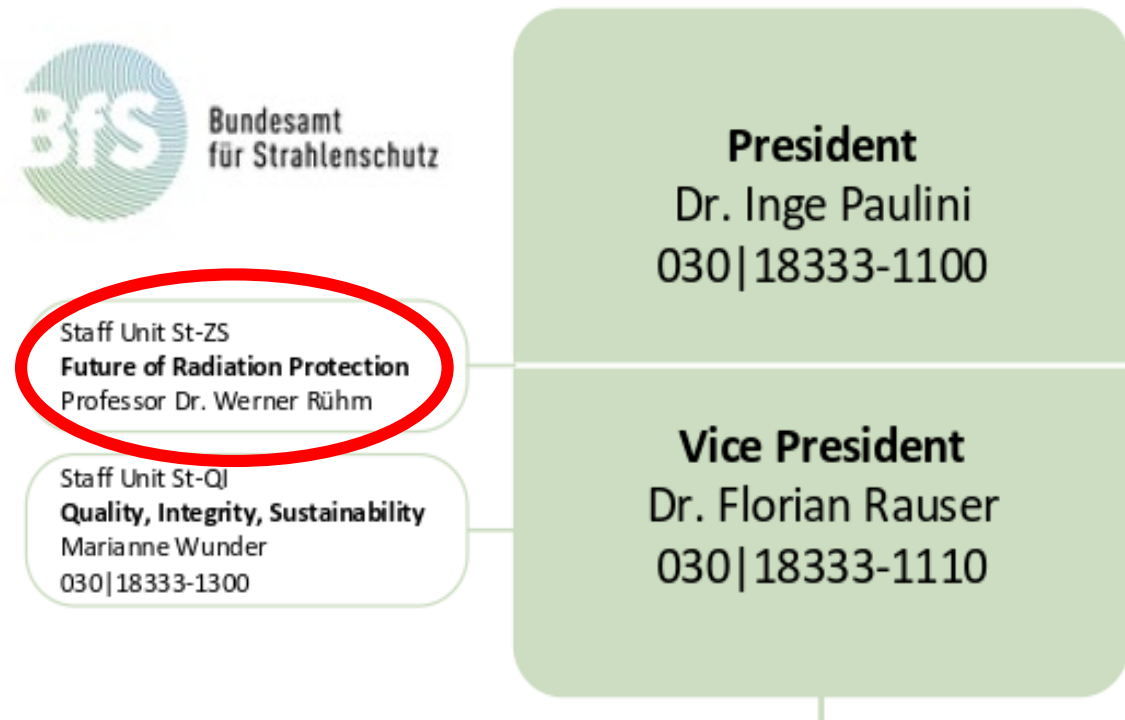 BfS
Bundesamt
für Strahlenschutz
President
Dr. Inge Paulini
030|18333-1100
Staff Unit St-ZS
Future of Radiation Protection
Professor Dr. Werner Rühm
Vice President
Dr. Florian Rauser
030|18333-1110
Staff Unit St-QI
Quality, Integrity, Sustainability
Marianne Wunder
030|18333-1300